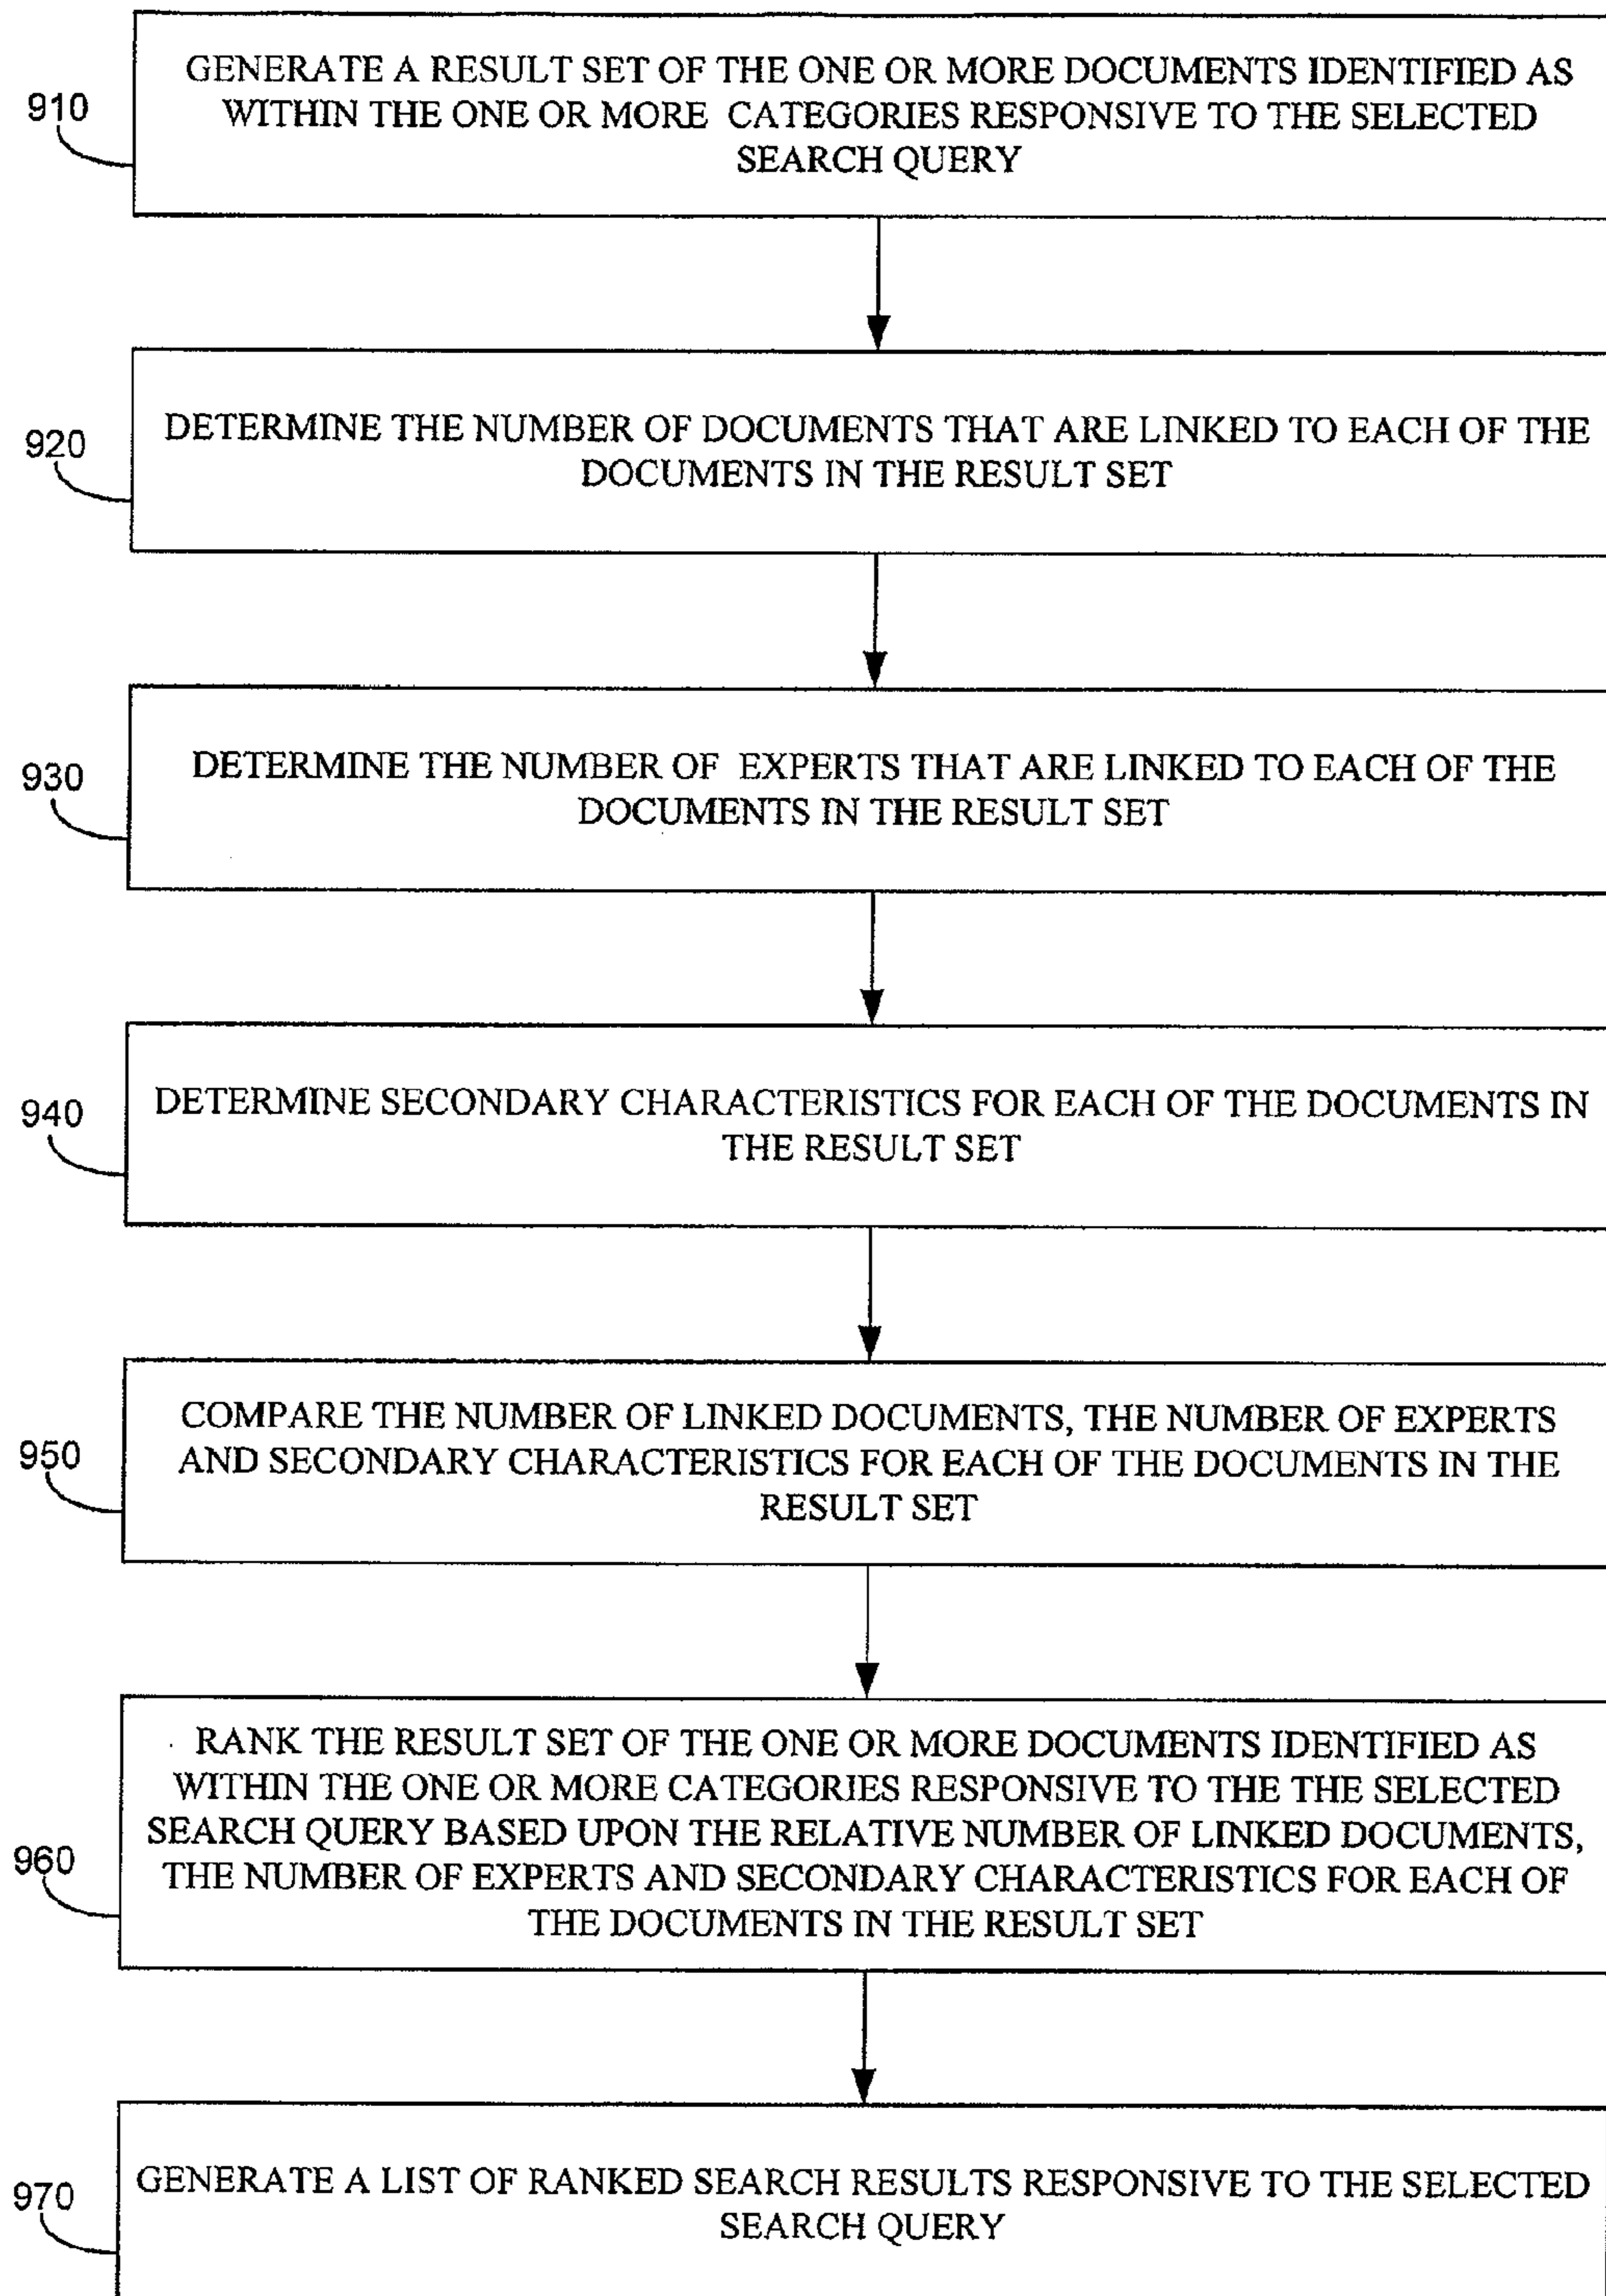 GENERATE A RESULT SET OF THE ONE OR MORE DOCUMENTS IDENTIFIED AS
910
WITHIN THE ONE OR MORE CATEGORIES RESPONSIVE TO THE SELECTED
SEARCH QUERY
DETERMINE THE NUMBER OF DOCUMENTS THAT ARE LINKED TO EACH OF THE
920
DOCUMENTS IN THE RESULT SET
DETERMINE THE NUMBER OF EXPERTS THAT ARE LINKED TO EACH OF THE
930
DOCUMENTS IN THE RESULT SET
DETERMINE SECONDARY CHARACTERISTICS FOR EACH OF THE DOCUMENTS IN
940
THE RESULT SET
COMPARE THE NUMBER OF LINKED DOCUMENTS, THE NUMBER OF EXPERTS
950
AND SECONDARY CHARACTERISTICS FOR EACH OF THE DOCUMENTS IN THE
RESULT SET
RANK THE RESULT SET OF THE ONE OR MORE DOCUMENTS IDENTIFIED AS
WITHIN THE ONE OR MORE CATEGORIES RESPONSIVE TO THE THE SELECTED
SEARCH QUERY BASED UPON THE RELATIVE NUMBER OF LINKED DOCUMENTS,
960
THE NUMBER OF EXPERTS AND SECONDARY CHARACTERISTICS FOR EACH OF
THE DOCUMENTS IN THE RESULT SET
GENERATE A LIST OF RANKED SEARCH RESULTS RESPONSIVE TO THE SELECTED
970
SEARCH QUERY